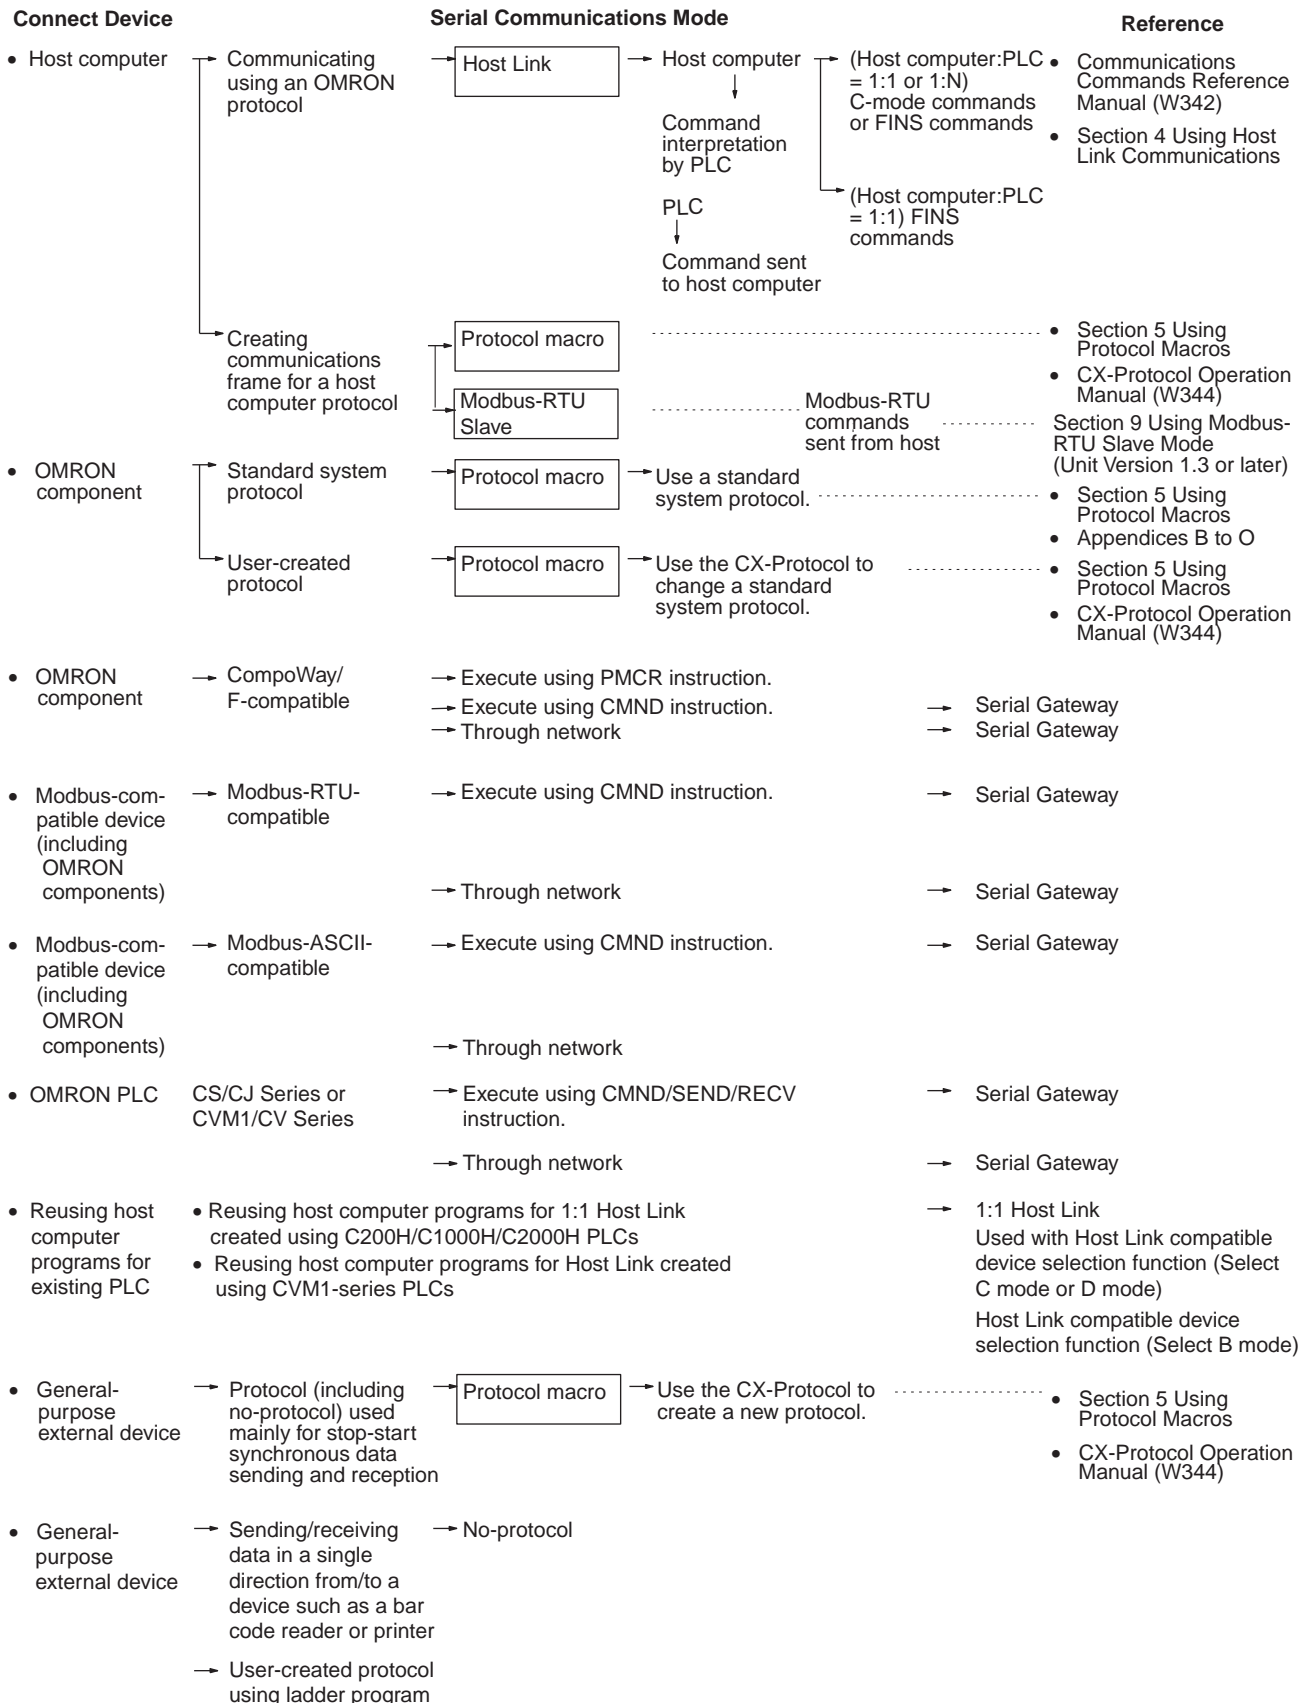 Connect Device
Serial Communications Mode
Reference
• Host computer
Communicating
using an OMRON
protocol
Host Link
Host computer
Command
interpretation
by PLC
PLC
Command sent
to host computer
(Host computer:PLC
= 1:1 or 1:N)
C-mode commands
or FINS commands
(Host computer:PLC
= 1:1) FINS
commands
• Communications
Commands Reference
Manual (W342)
• Section 4 Using Host
Link Communications
Creating
communications
frame for a host
computer protocol
Protocol macro
• Section 5 Using
Protocol Macros
• CX-Protocol Operation
Manual (W344)
Modbus-RTU
Slave
Modbus-RTU
commands
sent from host
Section 9 Using Modbus-
RTU Slave Mode
(Unit Version 1.3 or later)
• OMRON
component
Standard system
protocol
Protocol macro
Use a standard
system protocol.
• Section 5 Using
Protocol Macros
• Appendices B to O
User-created
protocol
Protocol macro
Use the CX-Protocol to
change a standard
system protocol.
• Section 5 Using
Protocol Macros
• CX-Protocol Operation
Manual (W344)
• OMRON
component
CompoWay/
F-compatible
Execute using PMCR instruction.
Execute using CMND instruction.
Serial Gateway
Through network
Serial Gateway
• Modbus-com-
patible device
(including
OMRON
components)
Modbus-RTU-
compatible
Execute using CMND instruction.
Serial Gateway
Through network
Serial Gateway
• Modbus-com-
patible device
(including
OMRON
components)
Modbus-ASCII-
compatible
Execute using CMND instruction.
Serial Gateway
Through network
• OMRON PLC
CS/CJ Series or
CVM1/CV Series
Execute using CMND/SEND/RECV
instruction.
Serial Gateway
Through network
Serial Gateway
• Reusing host
computer
programs for
existing PLC
• Reusing host computer programs for 1:1 Host Link
created using C200H/C1000H/C2000H PLCs
• Reusing host computer programs for Host Link created
using CVM1-series PLCs
1:1 Host Link
Used with Host Link compatible
device selection function (Select
C mode or D mode)
Host Link compatible device
selection function (Select B mode)
• General-
purpose
external device
Protocol (including
no-protocol) used
mainly for stop-start
synchronous data
sending and reception
Protocol macro
Use the CX-Protocol to
create a new protocol.
• Section 5 Using
Protocol Macros
• CX-Protocol Operation
Manual (W344)
• General-
purpose
external device
Sending/receiving
data in a single
direction from/to a
device such as a bar
code reader or printer
No-protocol
User-created protocol
using ladder program